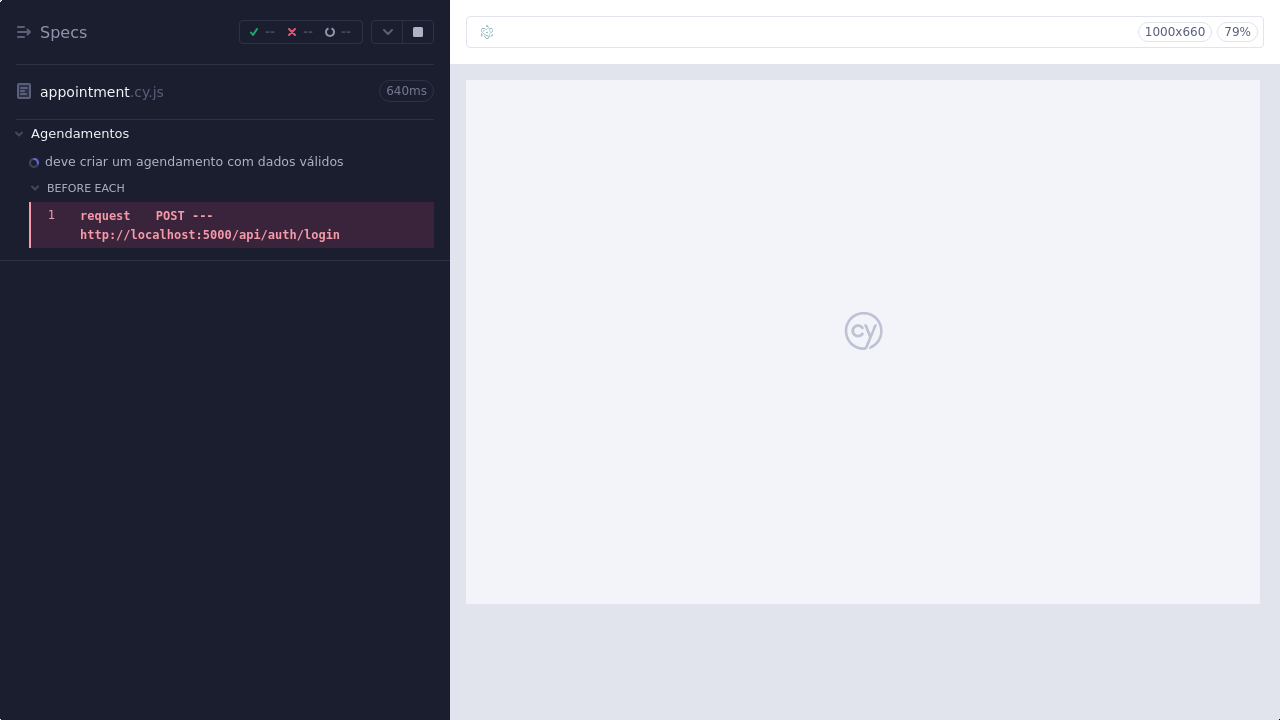 Specs -- -- --
appointment.cy.js 640ms
Agendamentos
deve criar um agendamento com dados válidos
BEFORE EACH
1 request POST ---
http://localhost:5000/api/auth/login
1000x660 79%
cy